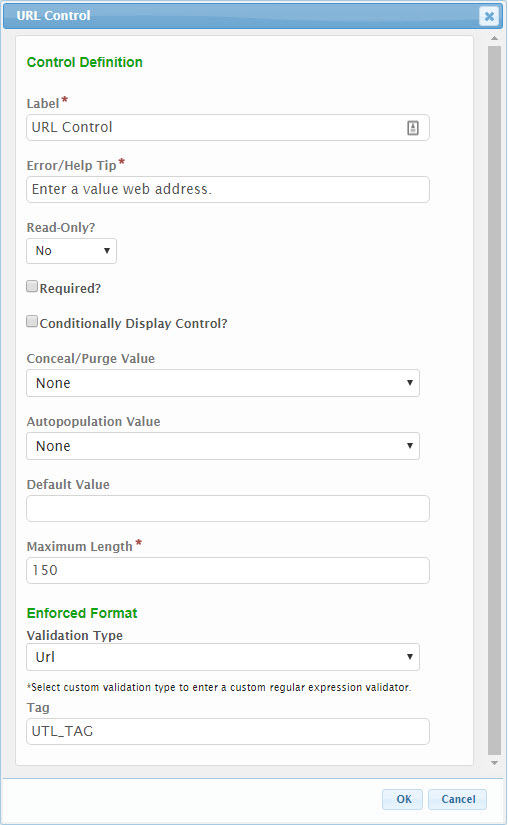 URL Control
Control Definition
Label*
URL Control
Error/Help Tip*
Enter a value web address.
Read-Only?
No
Required?
Conditionally Display Control?
Conceal/Purge Value
None
Autopopulation Value
None
Default Value
Maximum Length*
150
Enforced Format
Validation Type
Url
*Select custom validation type to enter a custom regular expression validator.
Tag
UTL_TAG
OK Cancel